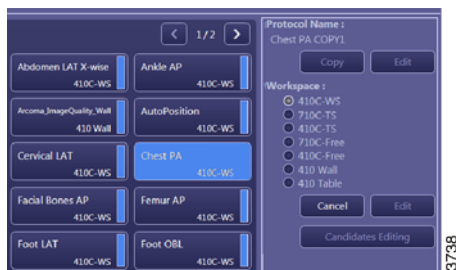 1/2
Abdomen LAT X-wise
410C-WS
Ankle AP
410C-WS
Arcoma_ImageQuality_Wall
410 Wall
AutoPosition
410C-WS
Cervical LAT
410C-WS
Chest PA
410C-WS
Facial Bones AP
410C-WS
Femur AP
410C-WS
Foot LAT
410C-WS
Foot OBL
410C-WS
Protocol Name :
Chest PA COPY1
Copy
Edit
Workspace :
410C-WS
710C-TS
410C-TS
710C-Free
410C-Free
410 Wall
410 Table
Cancel
Edit
Candidates Editing
3738